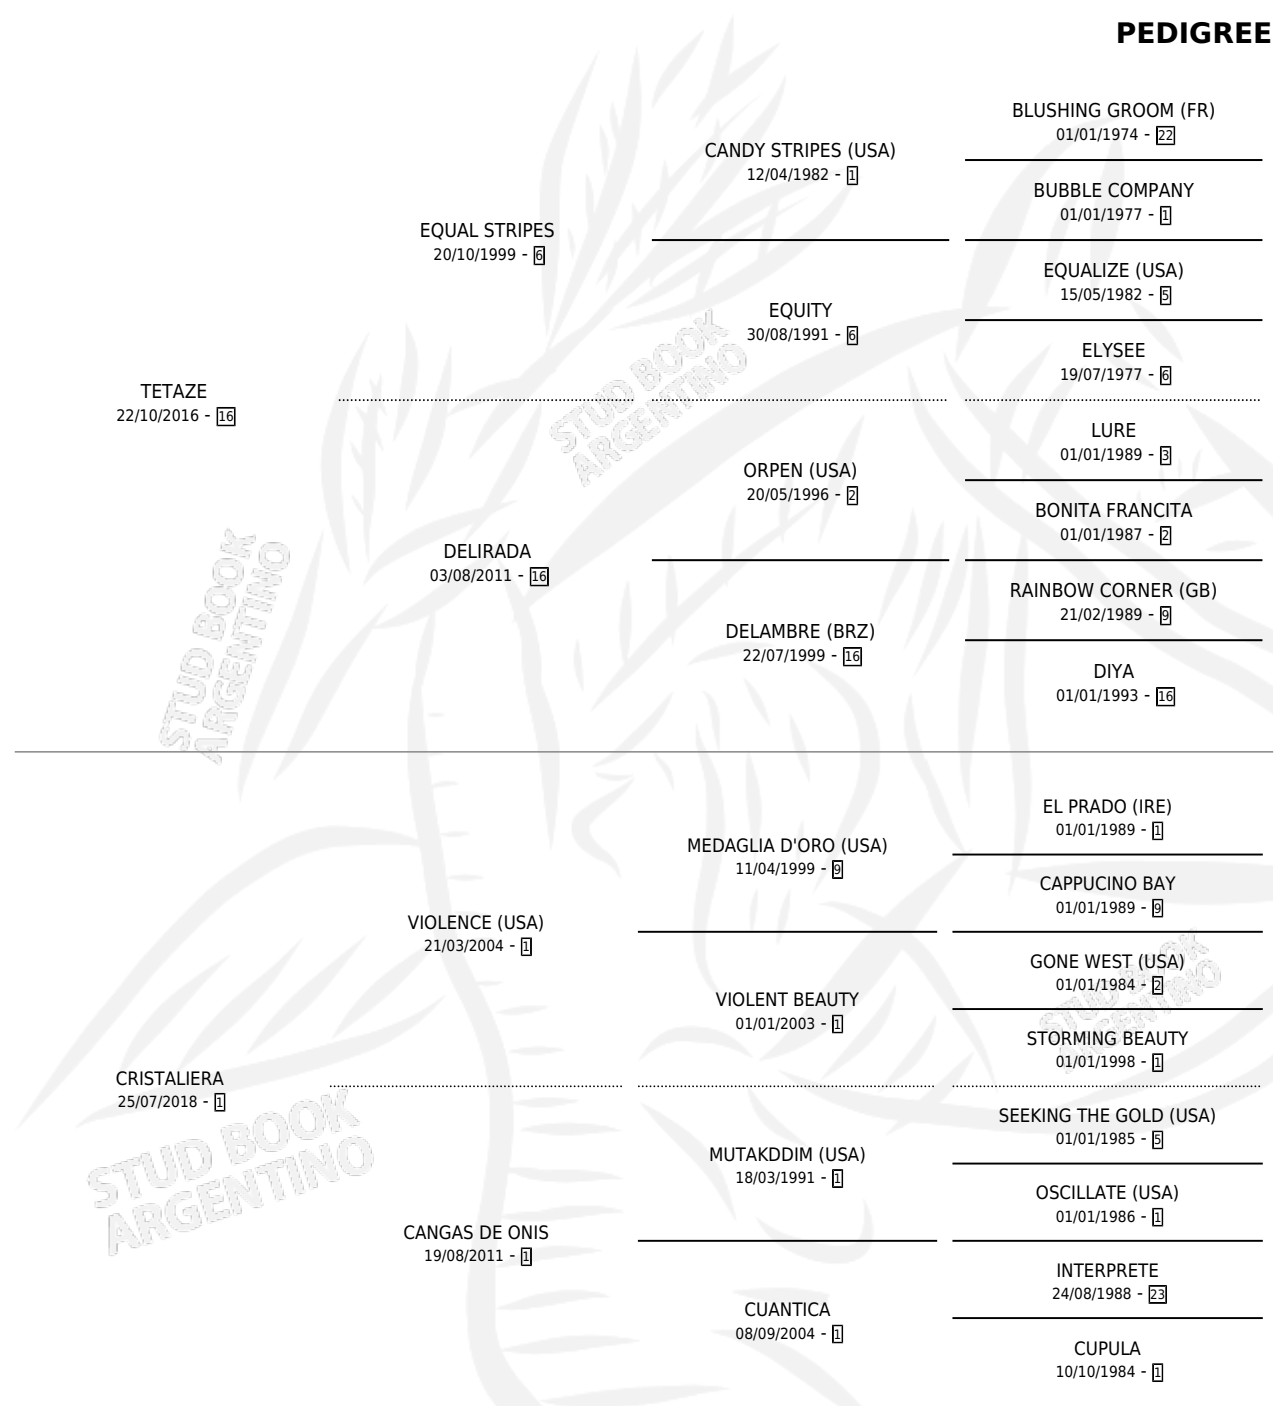 PEDIGREE
BLUSHING GROOM (FR)
01/01/1974 - 22
CANDY STRIPES (USA)
12/04/1982 - 1
BUBBLE COMPANY
01/01/1977 - 1
EQUAL STRIPES
20/10/1999 - 6
EQUALIZE (USA)
15/05/1982 - 5
EQUITY
30/08/1991 - 6
ELYSEE
19/07/1977 - 6
TETAZE
22/10/2016 - 16
LURE
01/01/1989 - 3
ORPEN (USA)
20/05/1996 - 2
BONITA FRANCITA
01/01/1987 - 2
DELIRADA
03/08/2011 - 16
RAINBOW CORNER (GB)
21/02/1989 - 9
DELAMBRE (BRZ)
22/07/1999 - 16
DIYA
01/01/1993 - 16
EL PRADO (IRE)
01/01/1989 - 1
MEDAGLIA D'ORO (USA)
11/04/1999 - 9
CAPPUCINO BAY
01/01/1989 - 9
VIOLENCE (USA)
21/03/2004 - 1
GONE WEST (USA)
01/01/1984 - 2
VIOLENT BEAUTY
01/01/2003 - 1
STORMING BEAUTY
01/01/1998 - 1
CRISTALIERA
25/07/2018 - 1
SEEKING THE GOLD (USA)
01/01/1985 - 5
MUTAKDDIM (USA)
18/03/1991 - 1
OSCILLATE (USA)
01/01/1986 - 1
CANGAS DE ONIS
19/08/2011 - 1
INTERPRETE
24/08/1988 - 23
CUANTICA
08/09/2004 - 1
CUPULA
10/10/1984 - 1
STUD BOOK
ARGENTINO
STUD BOOK
ARGENTINO
STUD BOOK
ARGENTINO
STUD BOOK
ARGENTINO